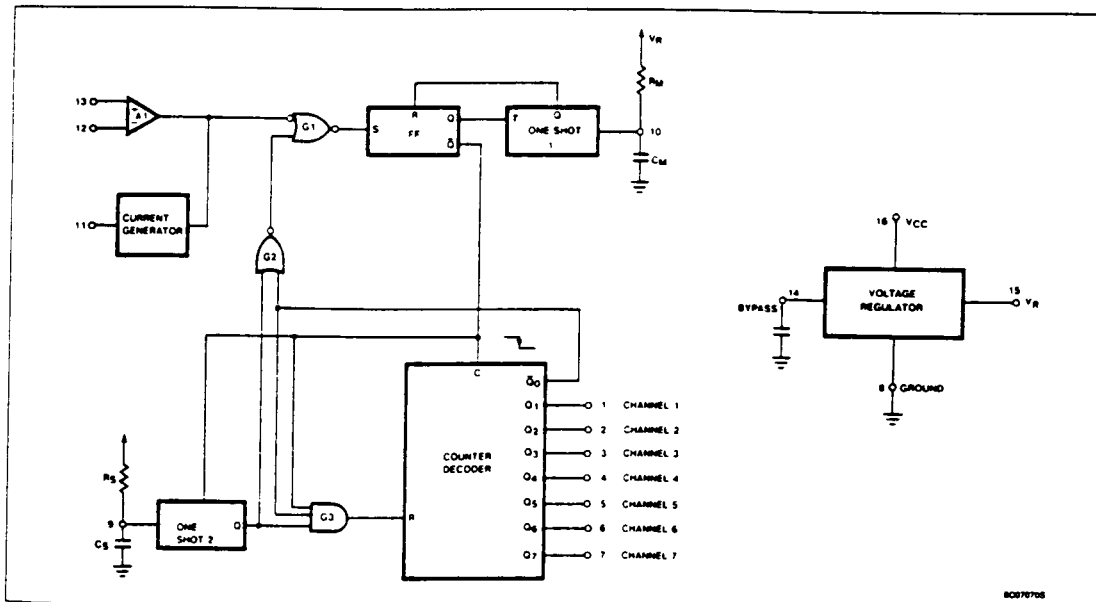 13
12
A1
G1
S
R
FF
Q
Q̅
T
Q
ONE SHOT
1
VR
RM
10
CM
11
CURRENT
GENERATOR
G2
16
VCC
14
BYPASS
VOLTAGE
REGULATOR
15
VR
8
GROUND
C
Q̅0
Q1 1 CHANNEL 1
Q2 2 CHANNEL 2
Q3 3 CHANNEL 3
COUNTER
DECODER
Q4 4 CHANNEL 4
Q5 5 CHANNEL 5
Q6 6 CHANNEL 6
Q7 7 CHANNEL 7
R
RS
9
CS
ONE
SHOT 2
Q
G3